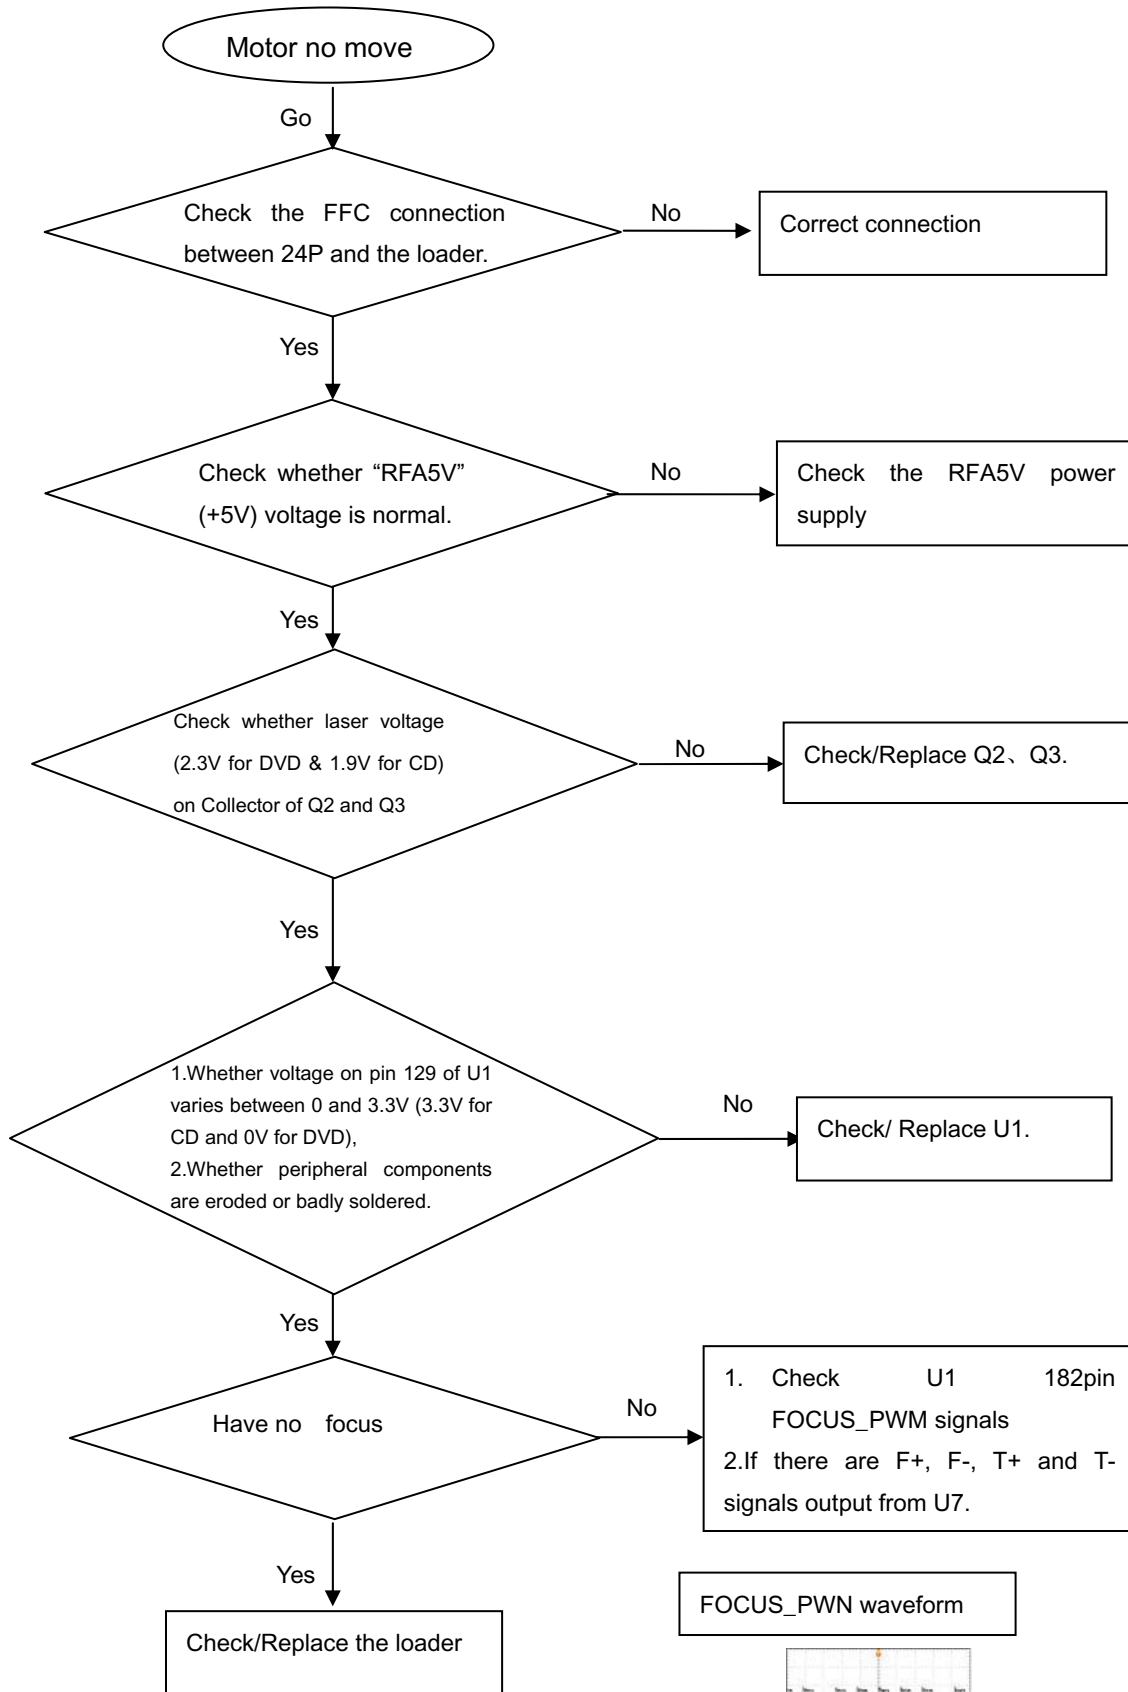 Motor no move
Go
Check the FFC connection
between 24P and the loader.
No
Correct connection
Yes
Check whether “RFA5V”
(+5V) voltage is normal.
No
Check the RFA5V power
supply
Yes
Check whether laser voltage
(2.3V for DVD & 1.9V for CD)
on Collector of Q2 and Q3
No
Check/Replace Q2、Q3.
Yes
1.Whether voltage on pin 129 of U1
varies between 0 and 3.3V (3.3V for
CD and 0V for DVD),
2.Whether peripheral components
are eroded or badly soldered.
No
Check/ Replace U1.
Yes
Have no focus
No
1. Check U1 182pin
FOCUS_PWM signals
2.If there are F+, F-, T+ and T-
signals output from U7.
Yes
Check/Replace the loader
FOCUS_PWN waveform